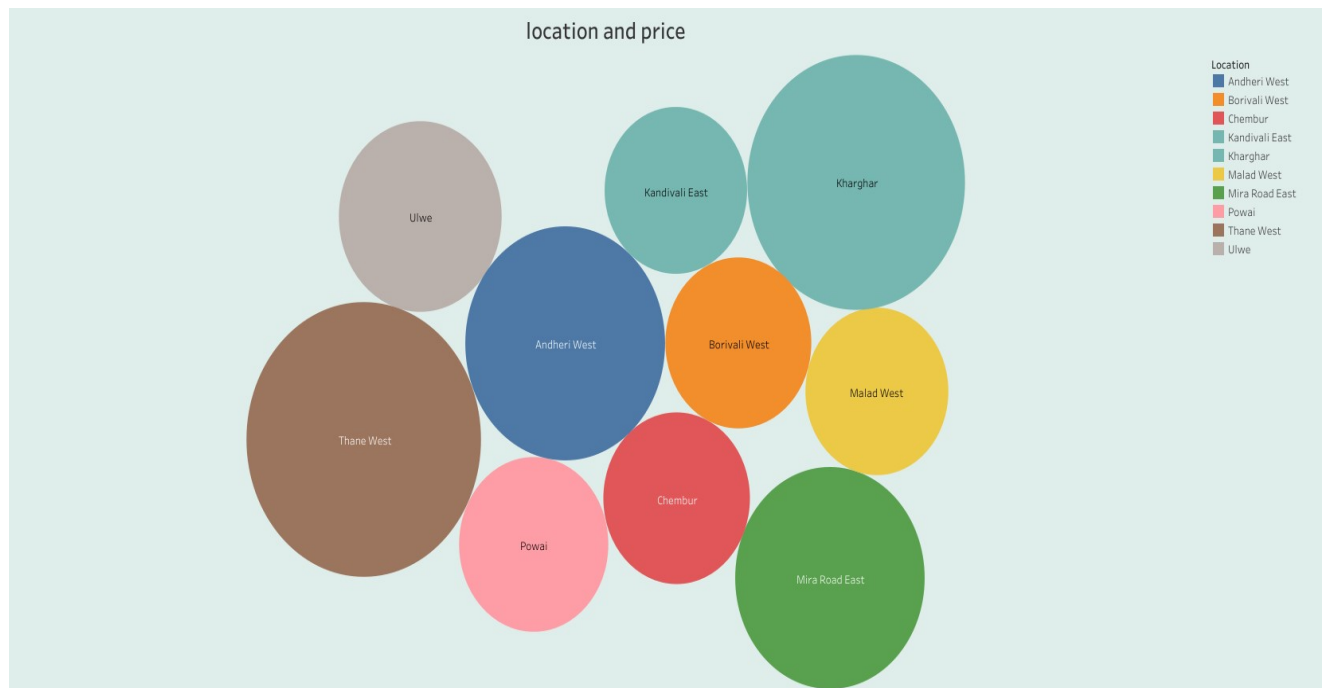 location and price
Location
Andheri West
Borivali West
Chembur
Kandivali East
Kharghar
Malad West
Mira Road East
Powai
Thane West
Ulwe
Kharghar
Kandivali East
Ulwe
Andheri West
Borivali West
Malad West
Thane West
Chembur
Powai
Mira Road East